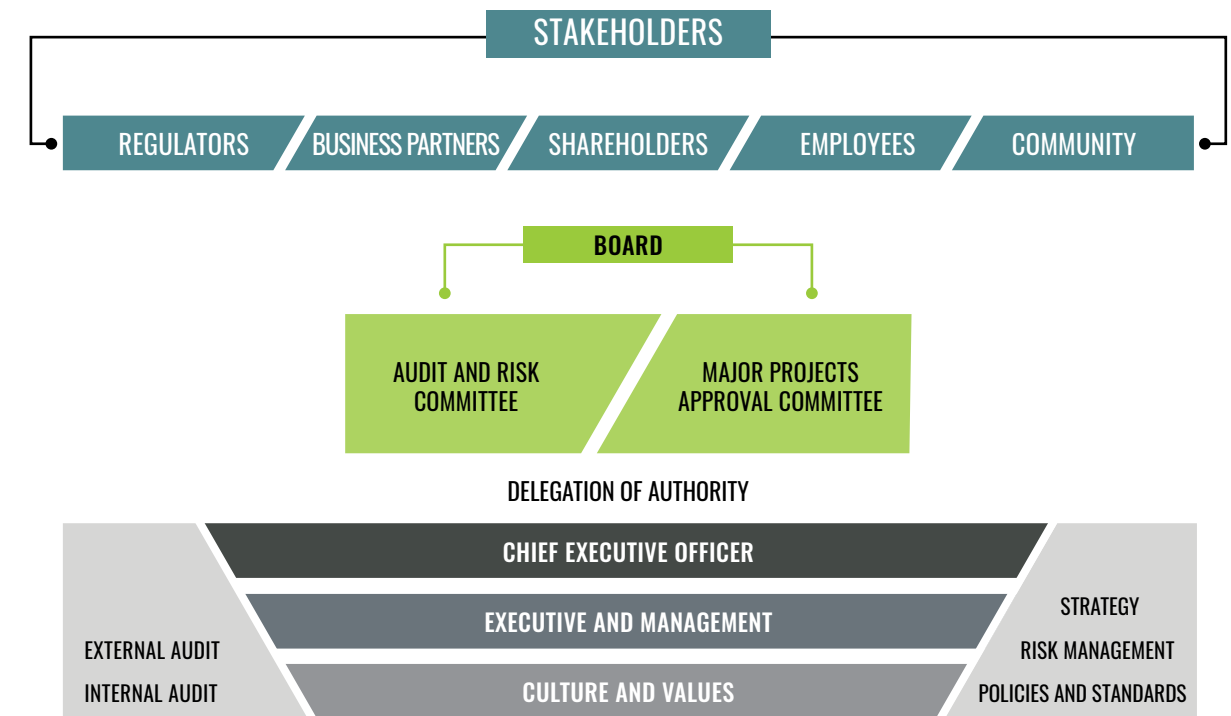 STAKEHOLDERS
REGULATORS
BUSINESS PARTNERS
SHAREHOLDERS
EMPLOYEES
COMMUNITY
BOARD
AUDIT AND RISK
COMMITTEE
MAJOR PROJECTS
APPROVAL COMMITTEE
DELEGATION OF AUTHORITY
CHIEF EXECUTIVE OFFICER
EXECUTIVE AND MANAGEMENT
CULTURE AND VALUES
EXTERNAL AUDIT
INTERNAL AUDIT
STRATEGY
RISK MANAGEMENT
POLICIES AND STANDARDS